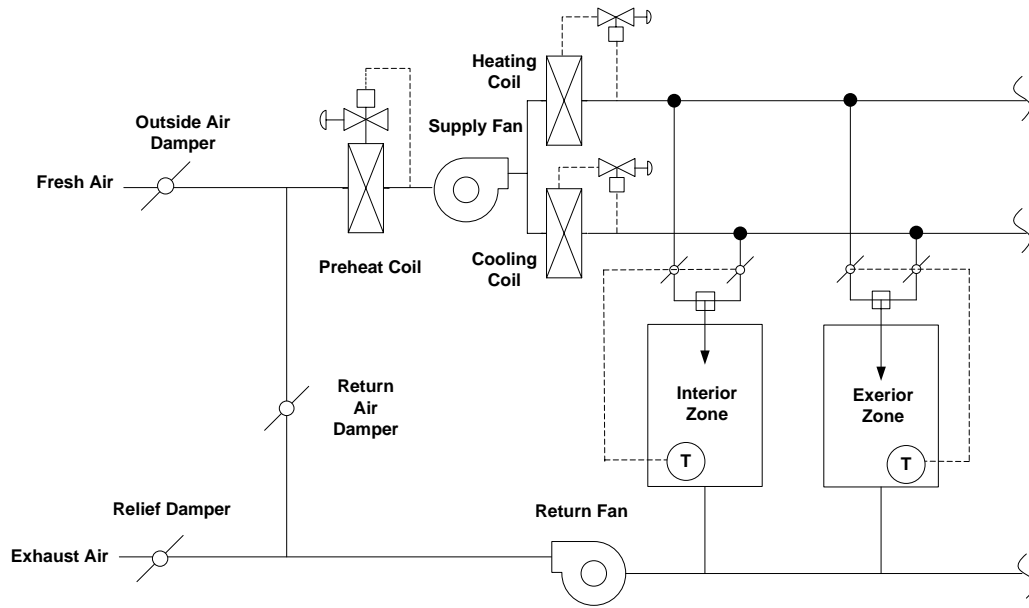 Heating
Coil
Outside Air
Damper
Supply Fan
Fresh Air
Preheat Coil
Cooling
Coil
Interior
Zone
Exerior
Zone
Return
Air
Damper
T
T
Relief Damper
Return Fan
Exhaust Air